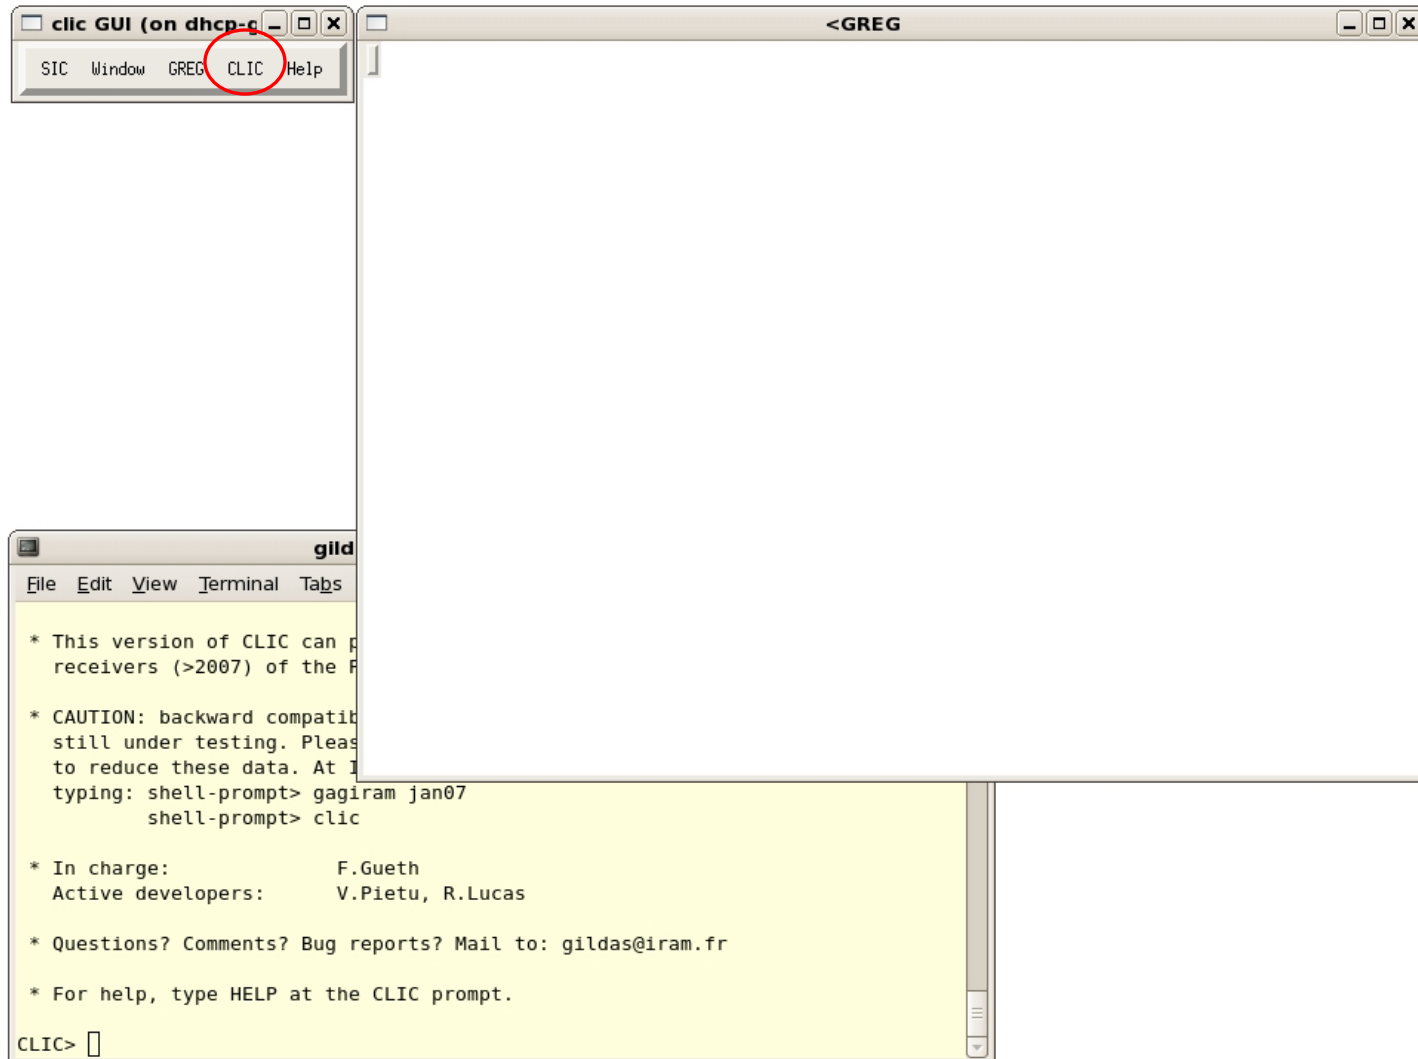 clic GUI (on dhcp-g
SIC Window GREG CLIC Help
<GREG
gild
File Edit View Terminal Tabs
* This version of CLIC can p
receivers (>2007) of the
* CAUTION: backward compatib
still under testing. Pleas
to reduce these data. At
typing: shell-prompt> gagiram jan07
shell-prompt> clic
* In charge: F.Gueth
Active developers: V.Pietu, R.Lucas
* Questions? Comments? Bug reports? Mail to: gildas@iram.fr
* For help, type HELP at the CLIC prompt.
CLIC>